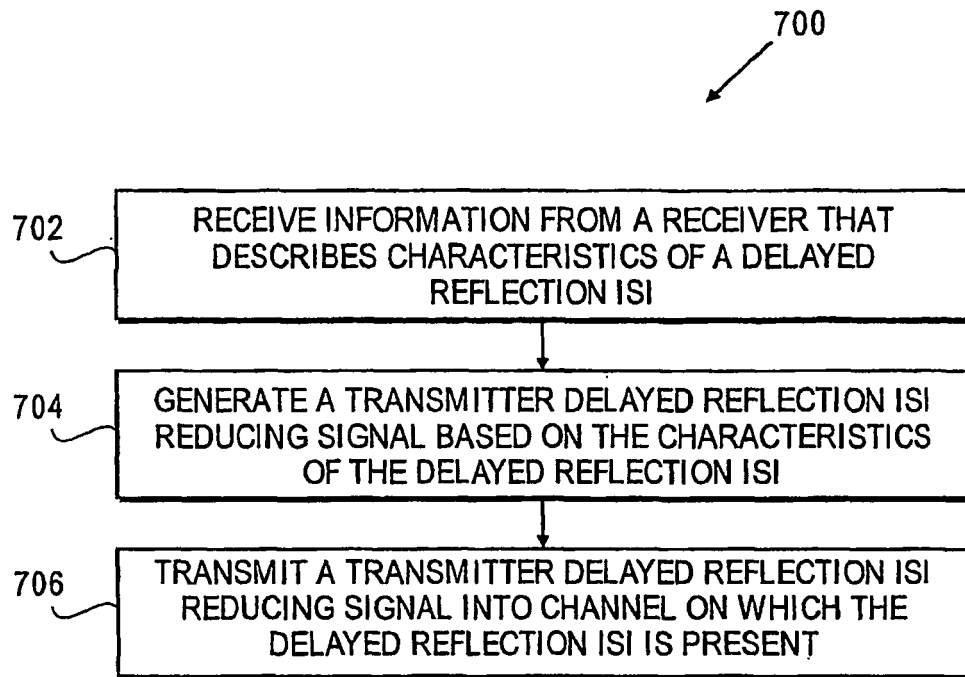 700
702
RECEIVE INFORMATION FROM A RECEIVER THAT
DESCRIBES CHARACTERISTICS OF A DELAYED
REFLECTION ISI
704
GENERATE A TRANSMITTER DELAYED REFLECTION ISI
REDUCING SIGNAL BASED ON THE CHARACTERISTICS
OF THE DELAYED REFLECTION ISI
706
TRANSMIT A TRANSMITTER DELAYED REFLECTION ISI
REDUCING SIGNAL INTO CHANNEL ON WHICH THE
DELAYED REFLECTION ISI IS PRESENT